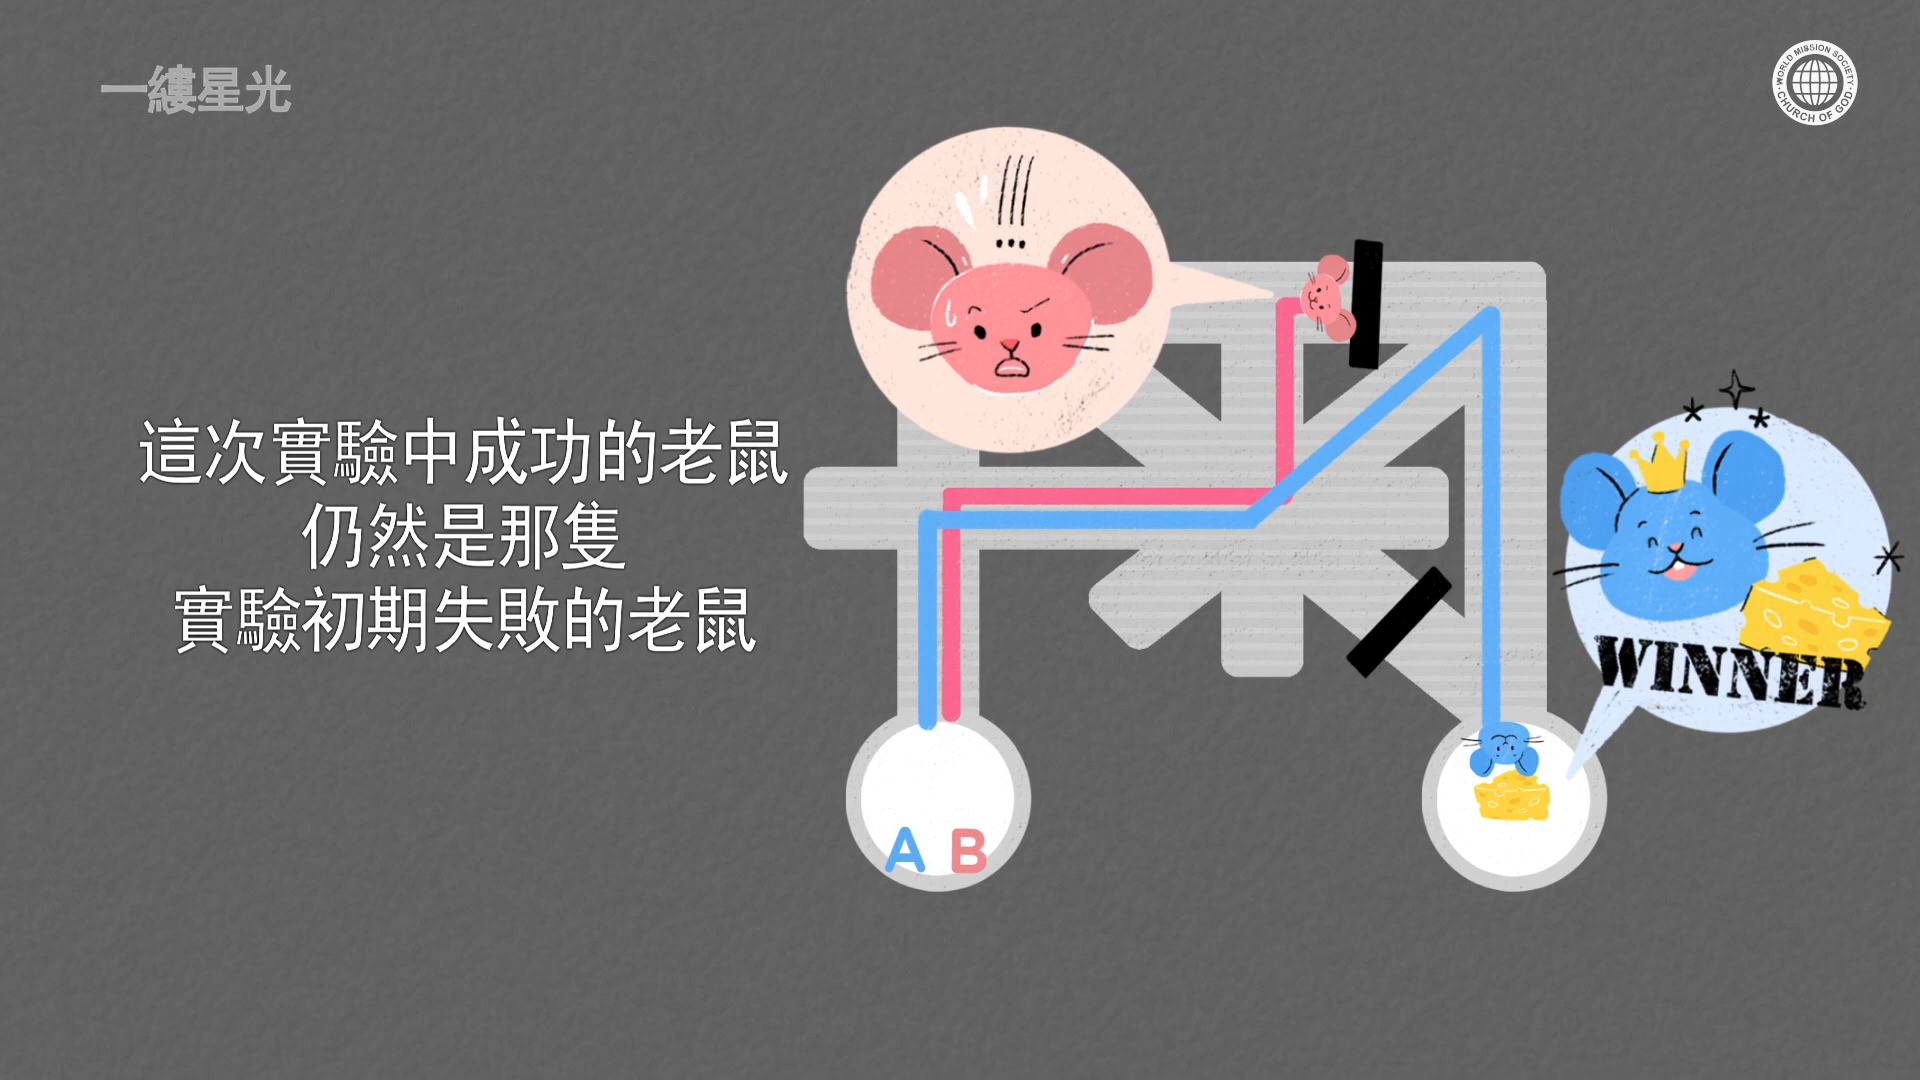 一縷星光
WORLD MISSION SOCIETY
CHURCH OF GOD
這次實驗中成功的老鼠
仍然是那隻
實驗初期失敗的老鼠
WINNER
A B